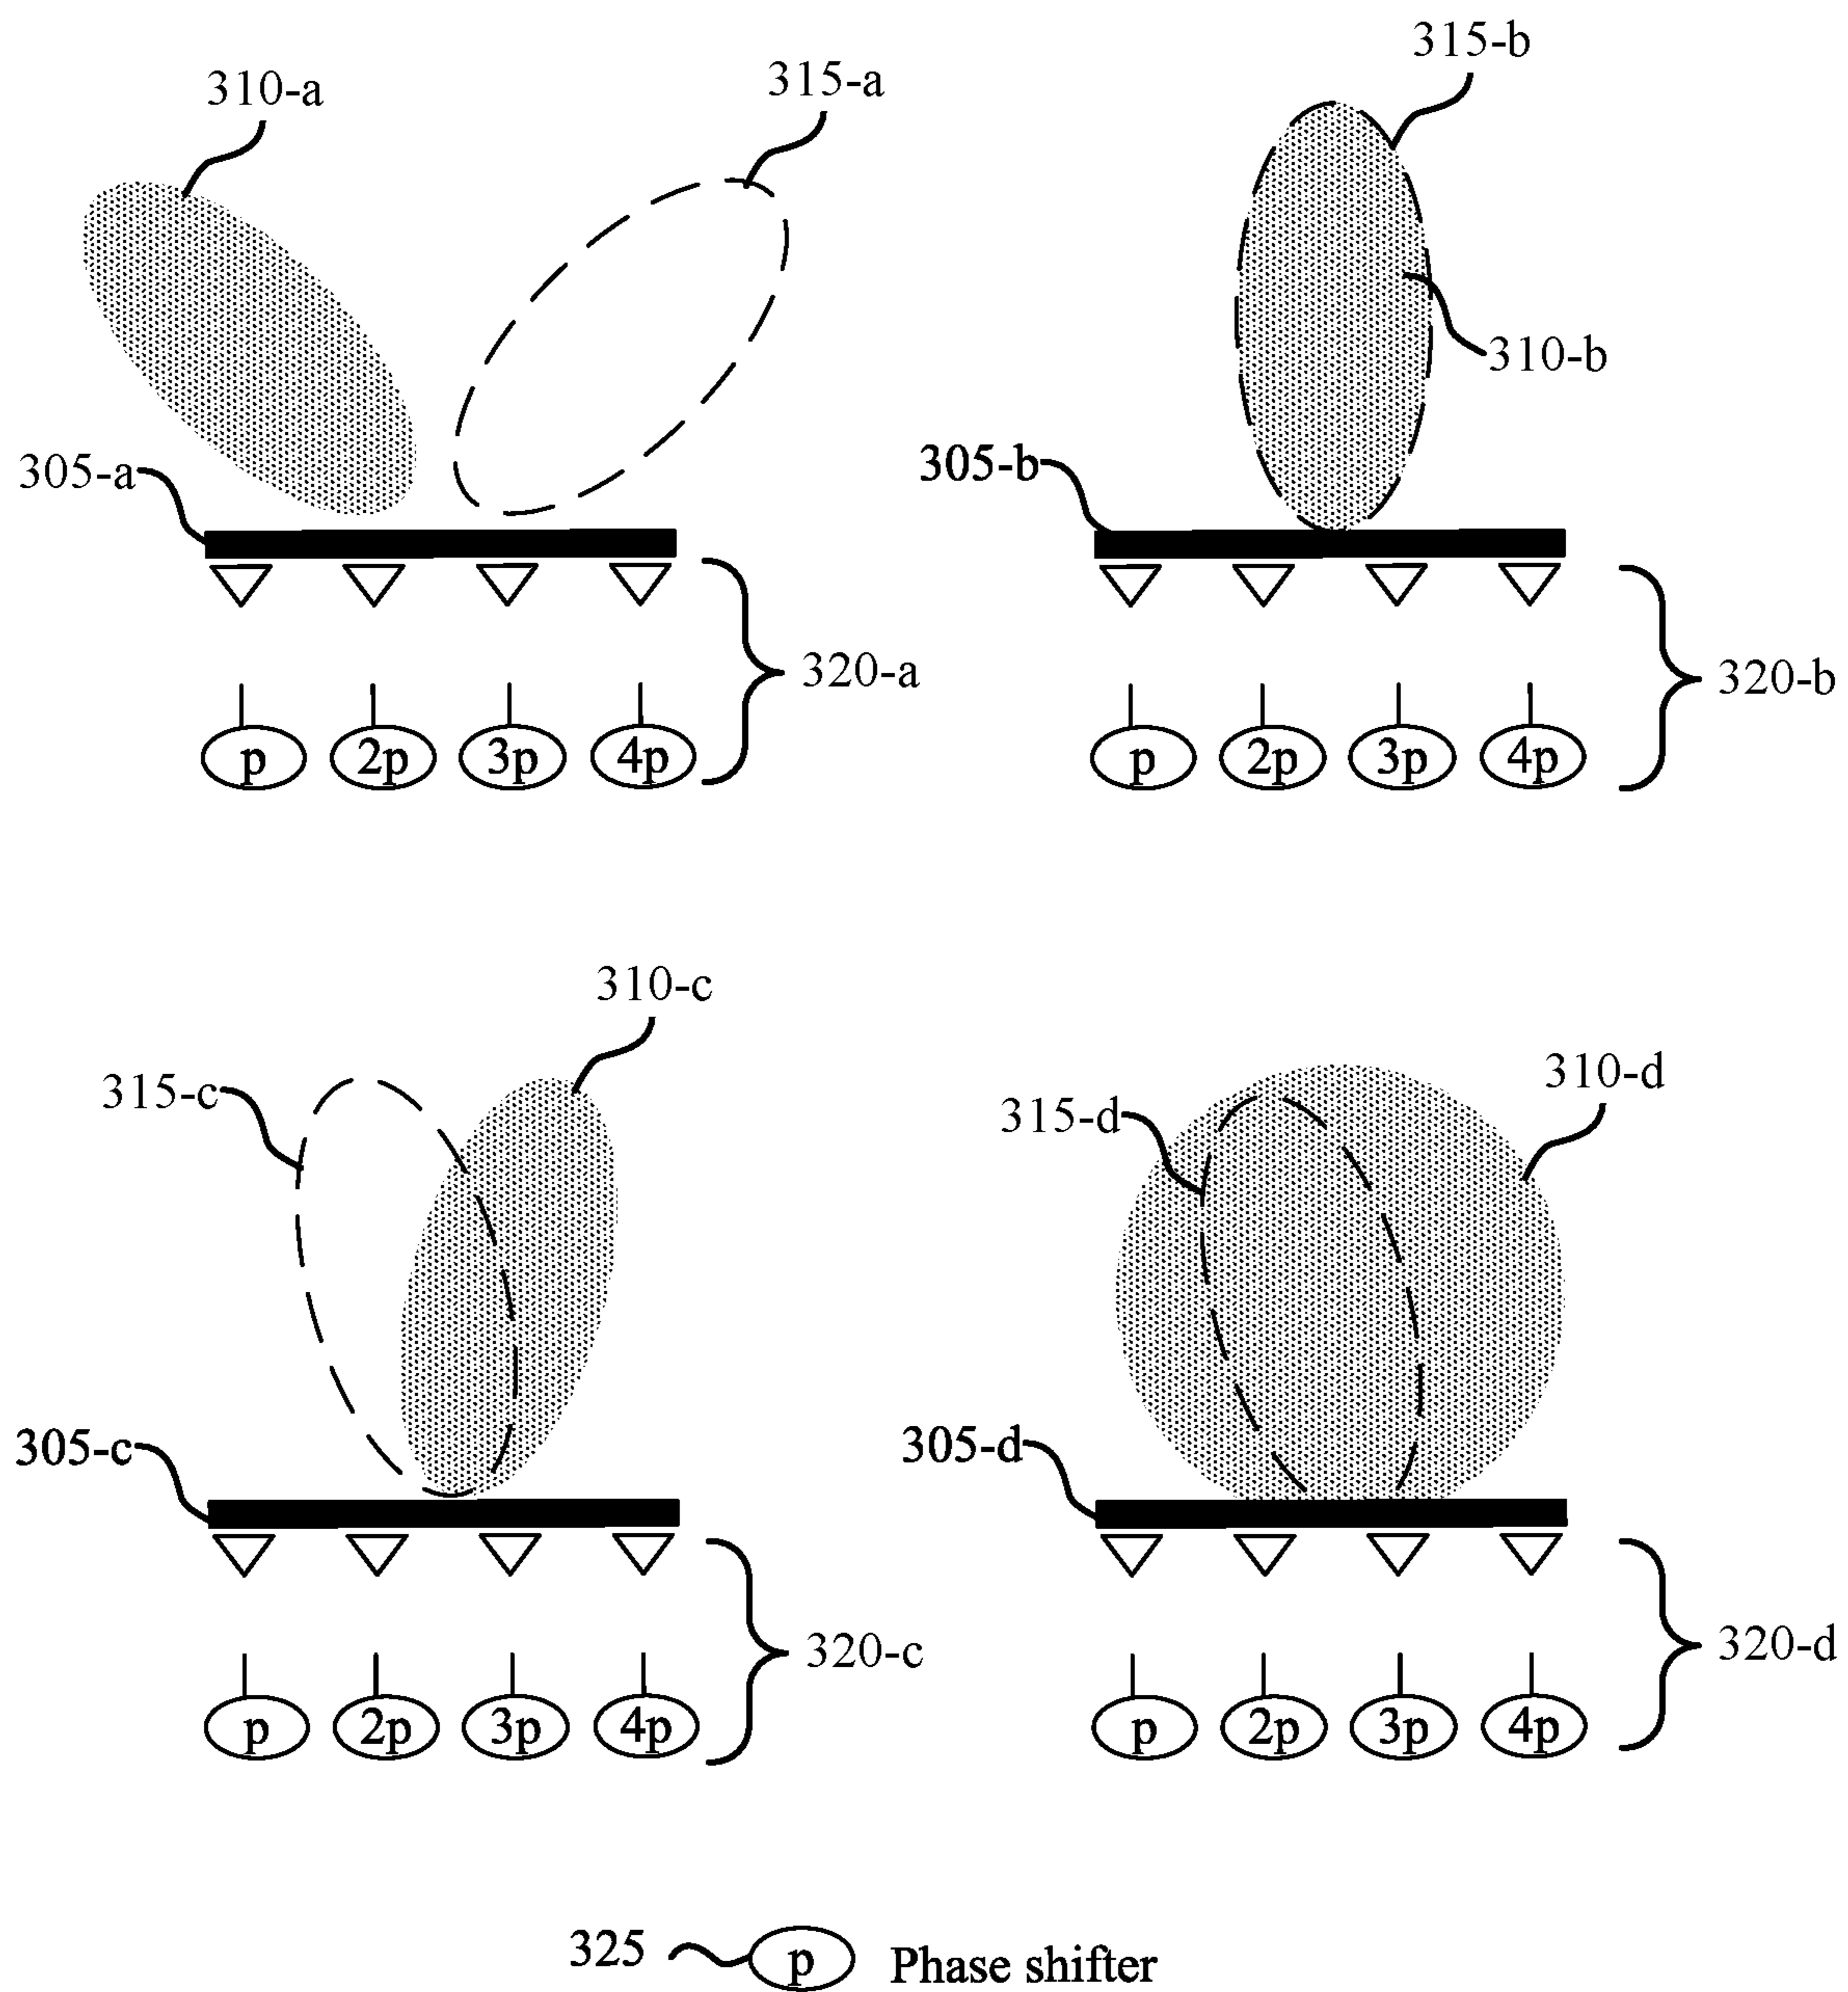 310-a
315-a
305-a
320-a
p 2p 3p 4p
315-b
310-b
305-b
320-b
p 2p 3p 4p
310-c
315-c
305-c
320-c
p 2p 3p 4p
310-d
315-d
305-d
320-d
p 2p 3p 4p
325 p Phase shifter